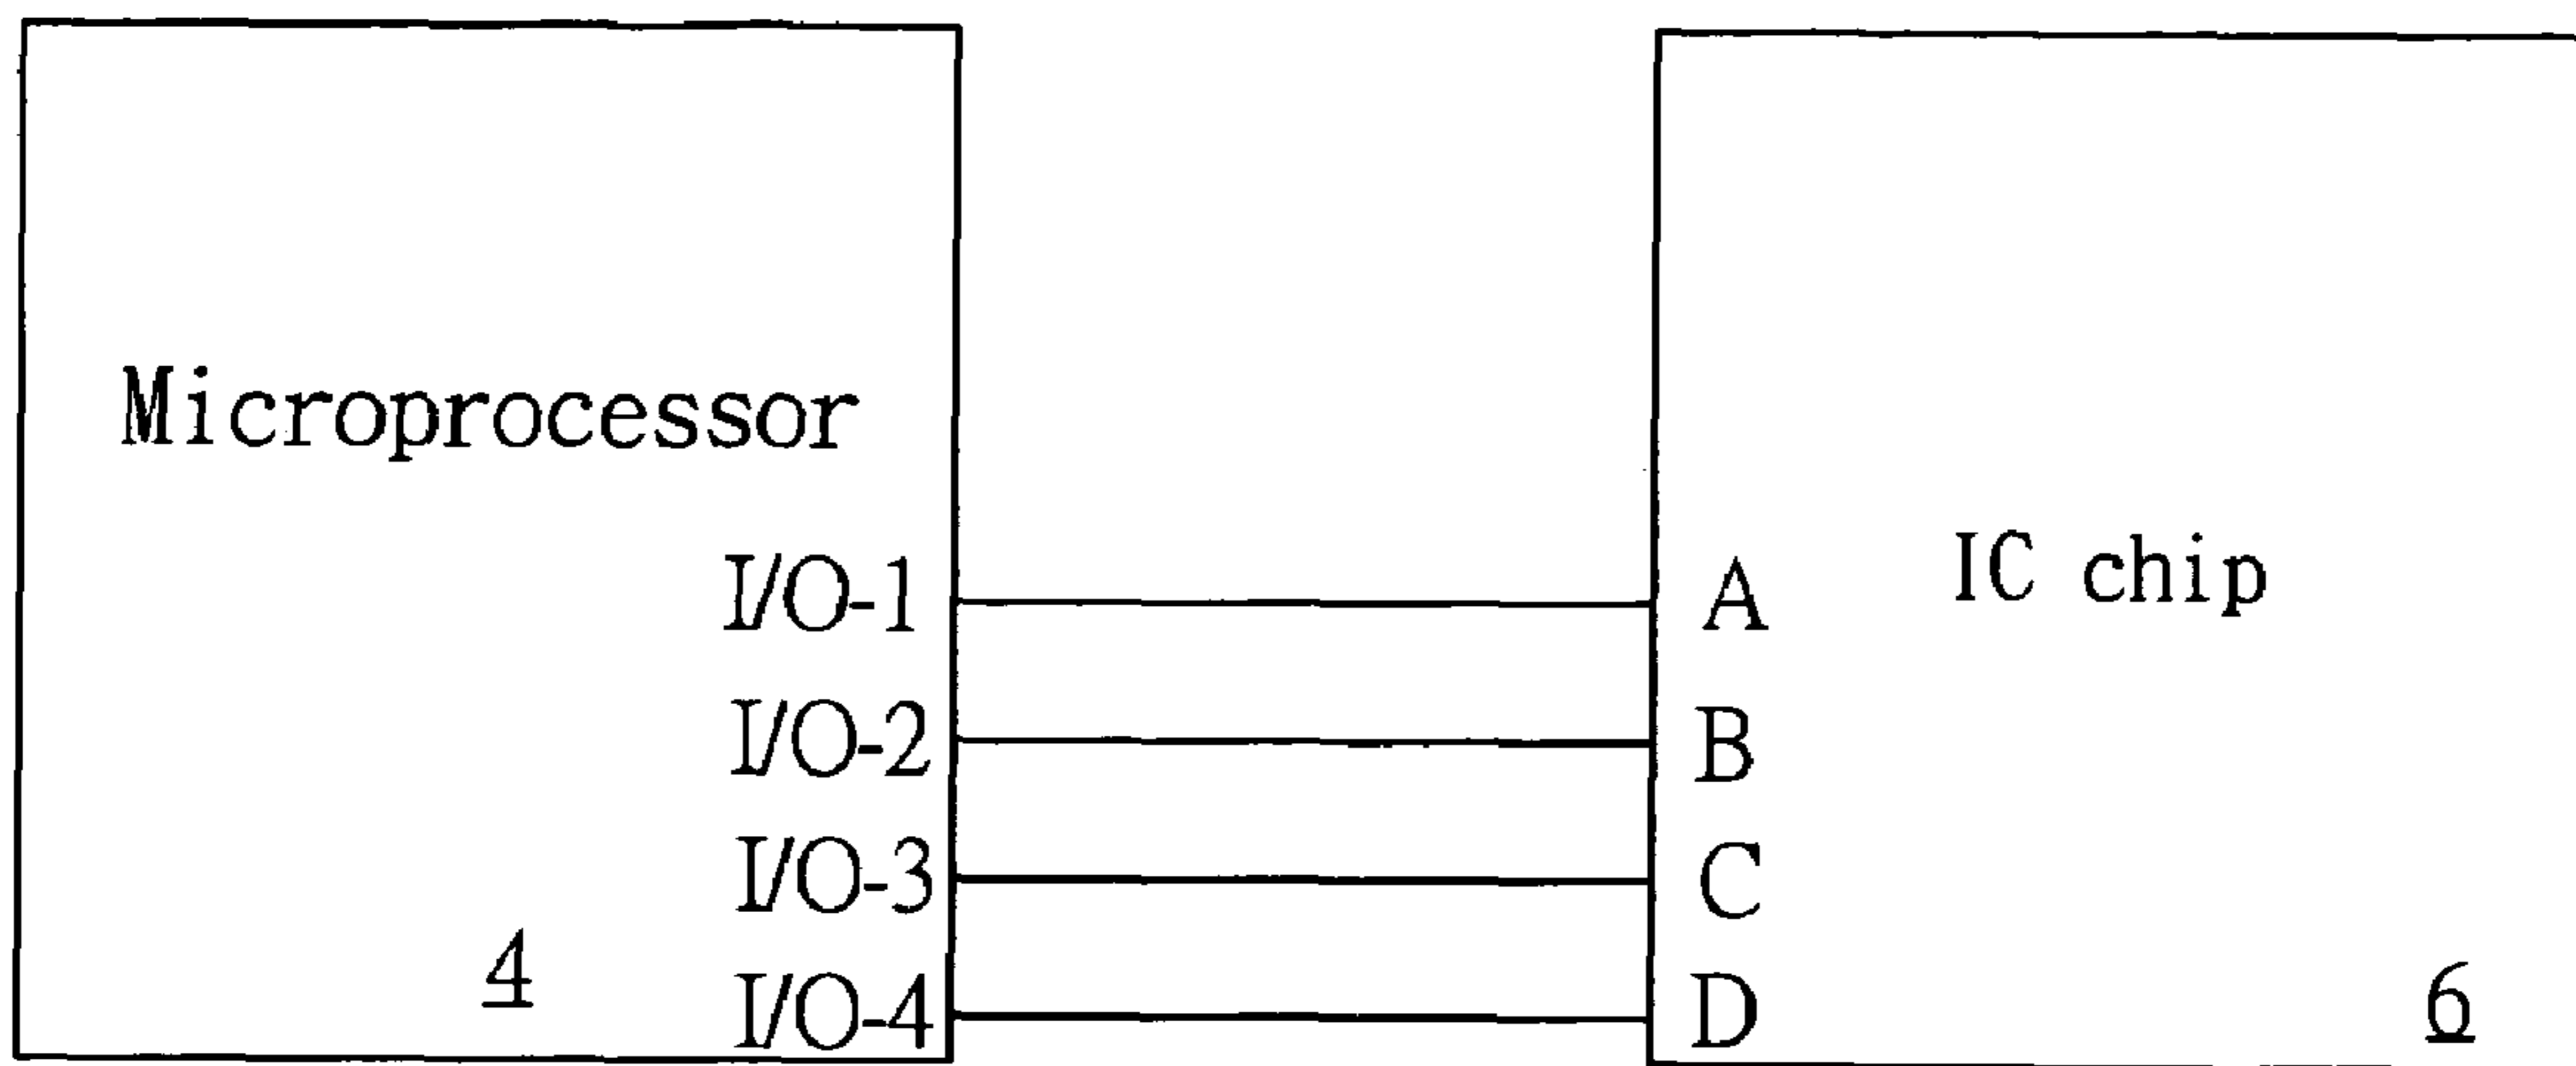 Microprocessor
IC chip
I/O-1 A
I/O-2 B
I/O-3 C
I/O-4 D
4
6